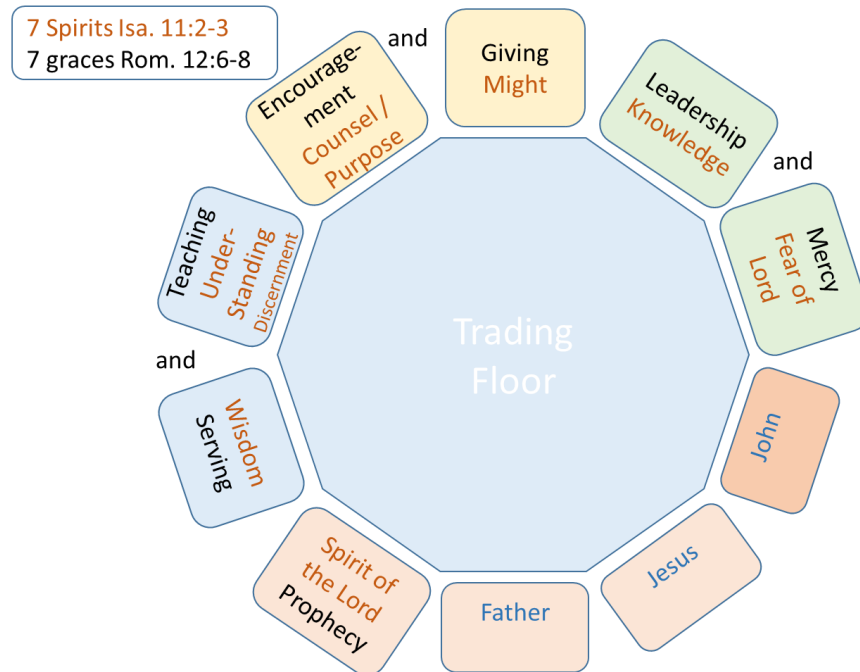 7 Spirits Isa. 11:2-3
7 graces Rom. 12:6-8
Encourage-
ment
Counsel /
Purpose
and
Giving
Might
Leadership
Knowledge
and
Mercy
Fear of
Lord
Teaching
Under-
Standing
Discernment
and
Wisdom
Serving
Trading
Floor
John
Jesus
Father
Spirit of
the Lord
Prophecy